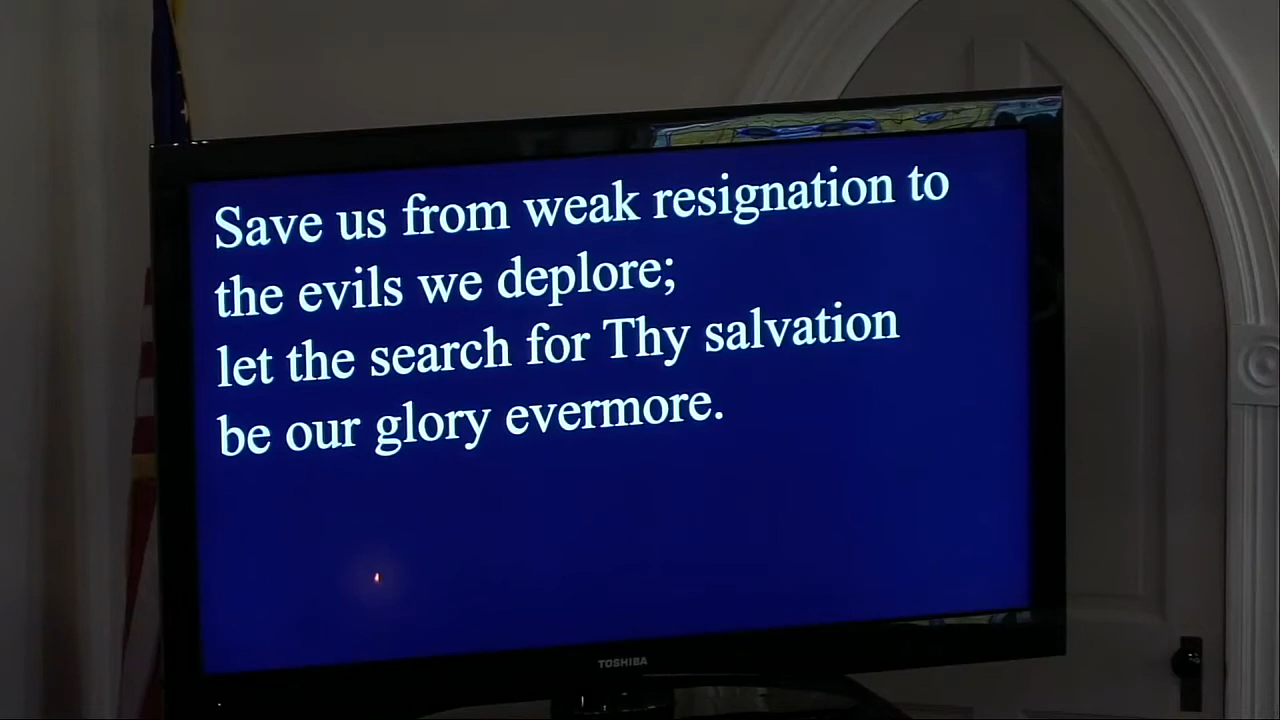 Save us from weak resignation to
the evils we deplore;
let the search for Thy salvation
be our glory evermore.
TOSHIBA